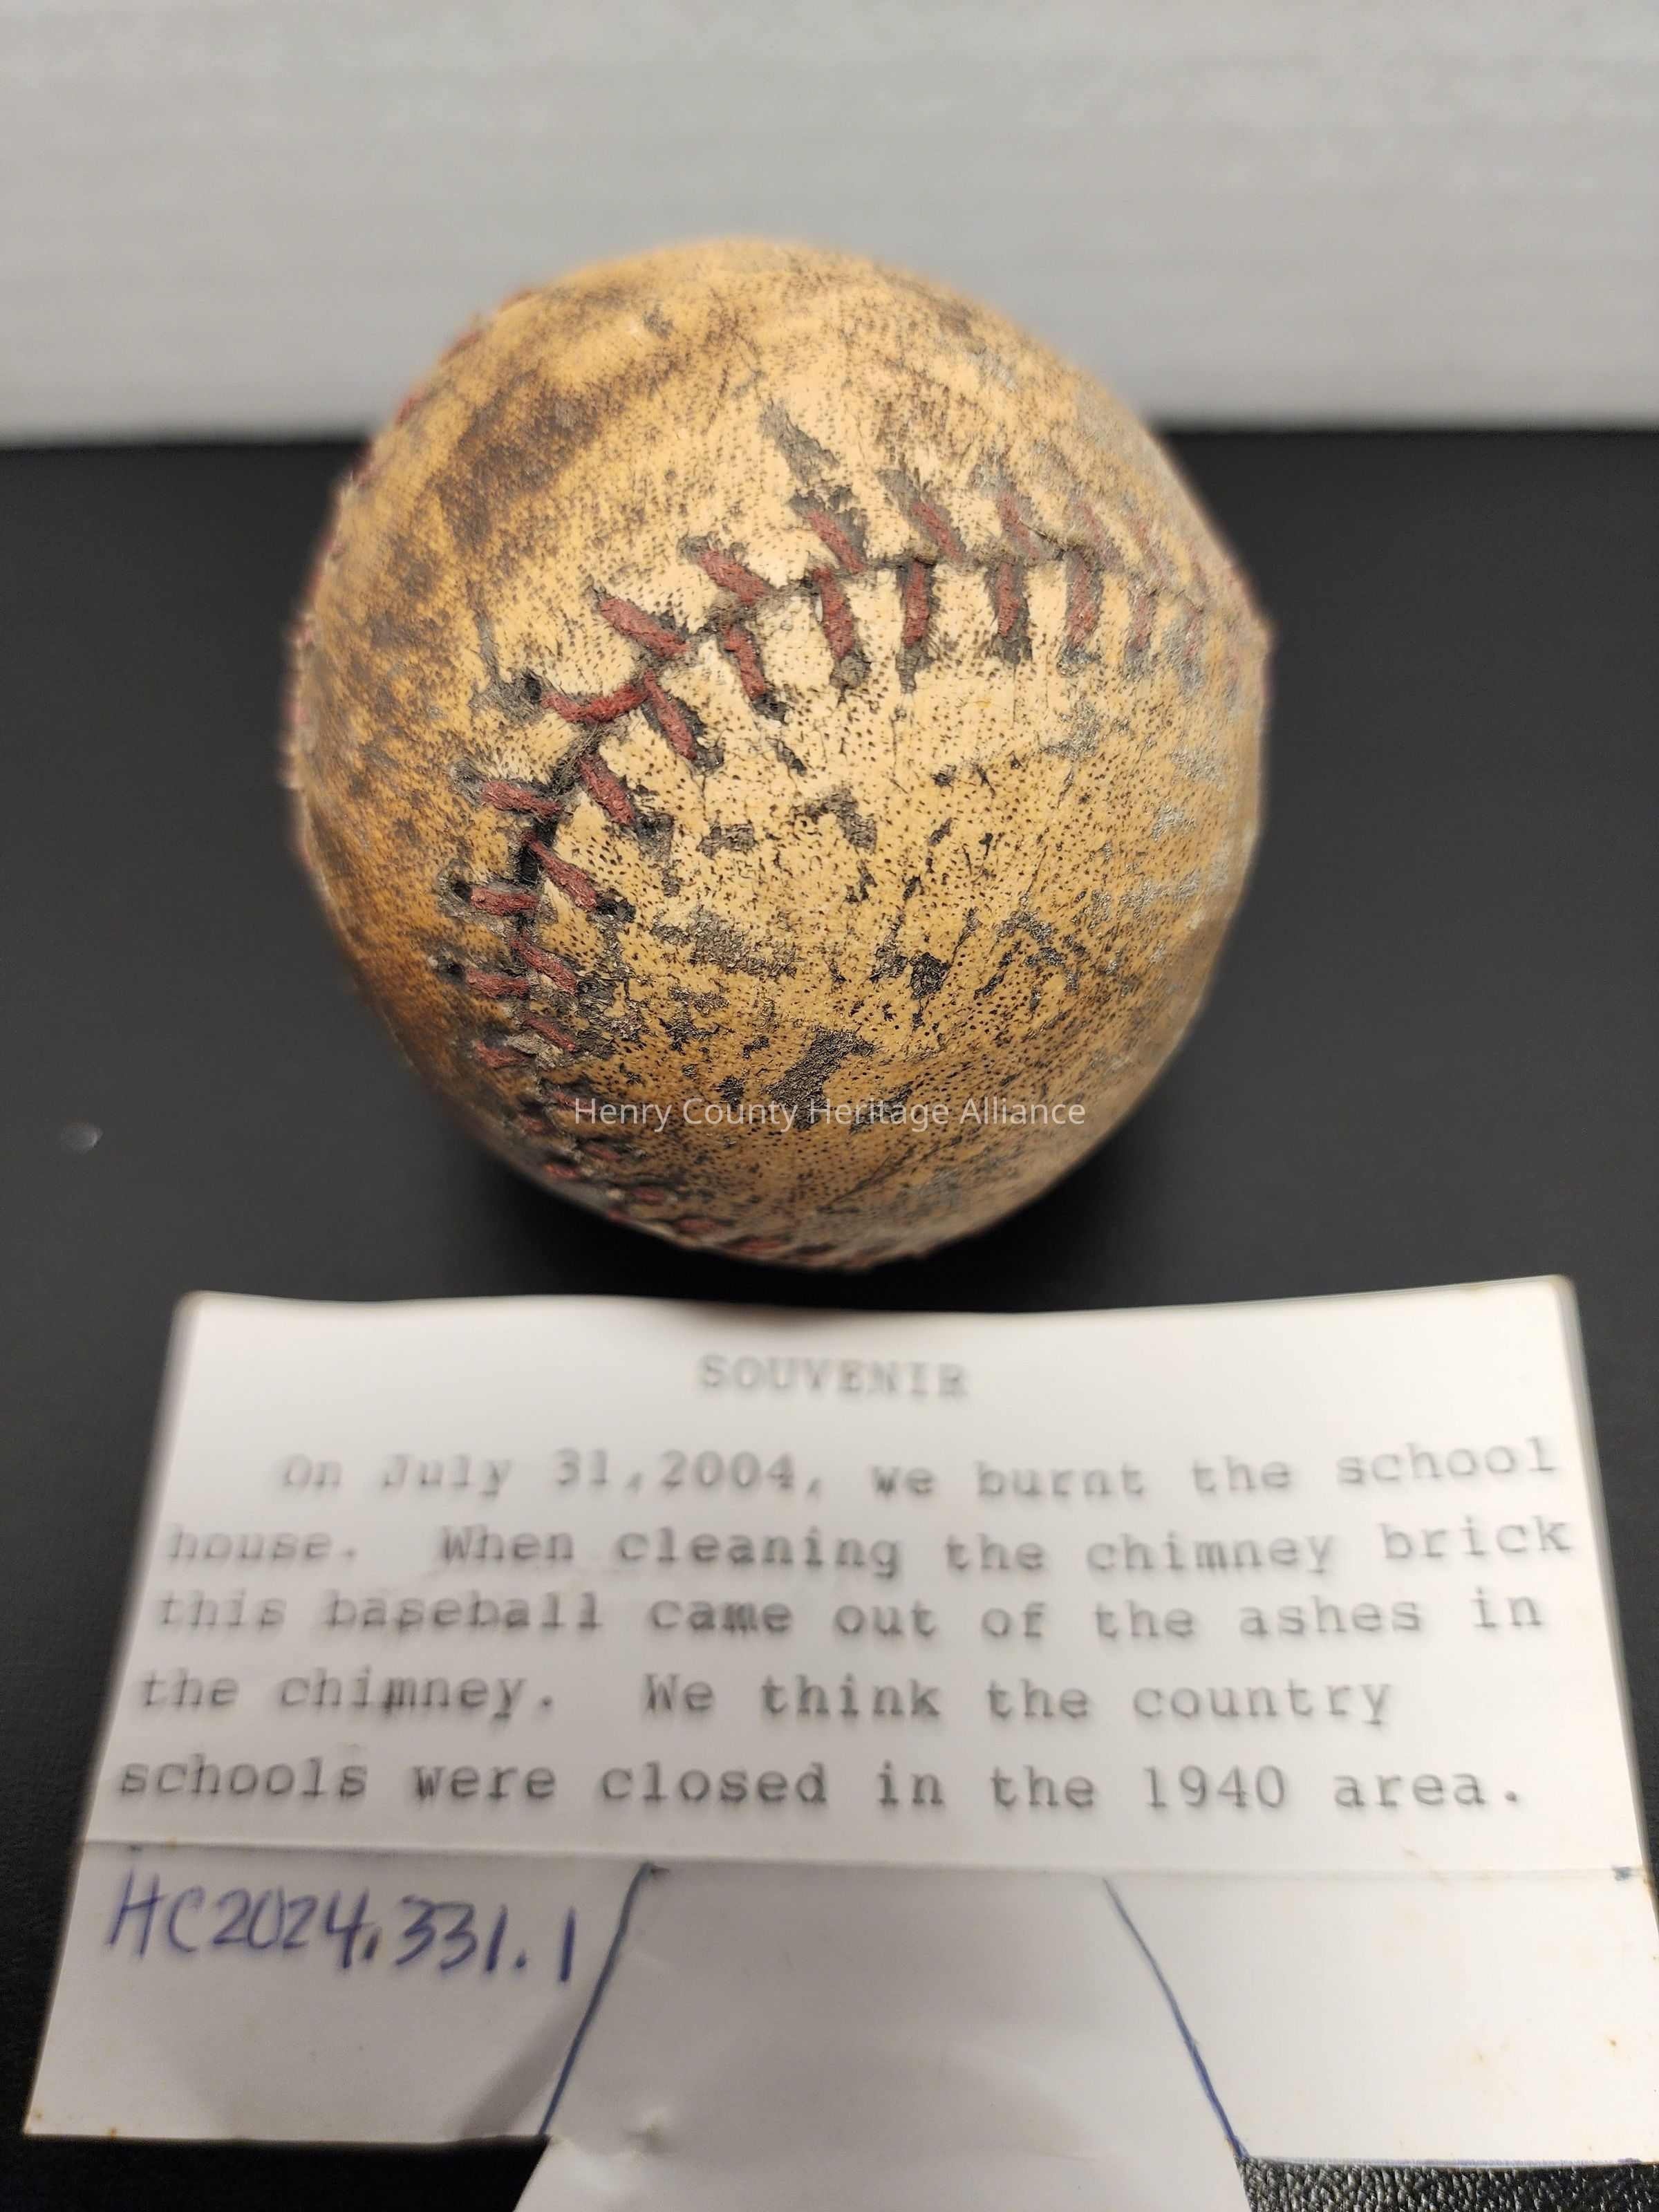 Henry County Heritage Alliance
SOUVENIR
On July 31,2004, we burnt the school
house. When cleaning the chimney brick
this baseball came out of the ashes in
the chimney. We think the country
schools were closed in the 1940 area.
HC2024.331.1